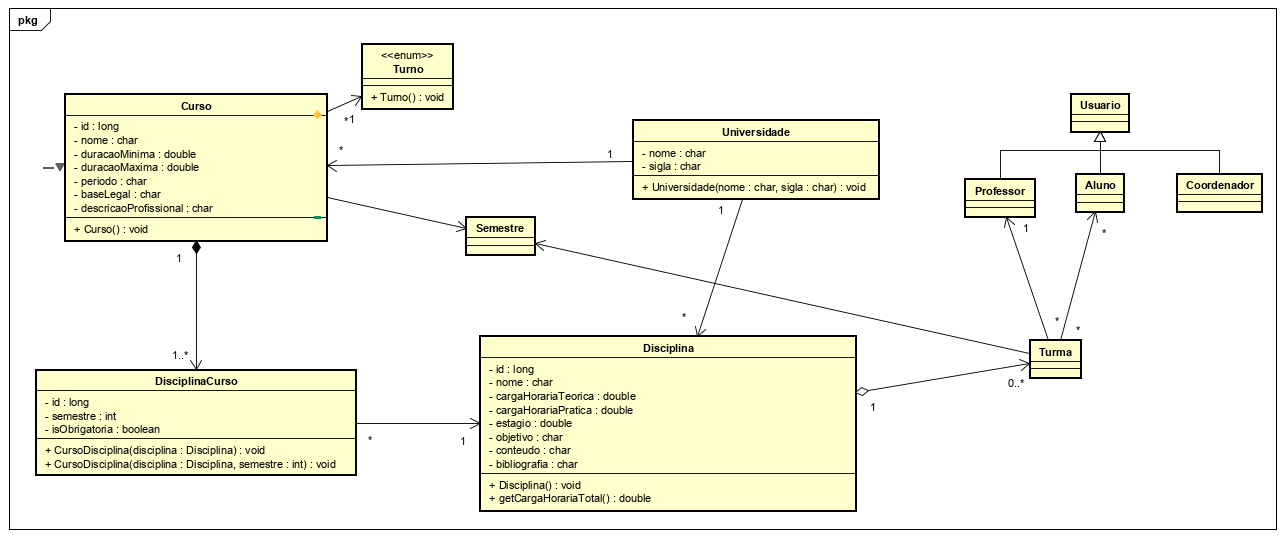 pkg
<<enum>>
Turno
+ Turno() : void
Curso
- id : long
- nome : char
- duracaoMinima : double
- duracaoMaxima : double
- periodo : char
- baseLegal : char
- descricaoProfissional : char
+ Curso() : void
*
1
*
1
Universidade
- nome : char
- sigla : char
+ Universidade(nome : char, sigla : char) : void
Usuario
Professor
Aluno
Coordenador
Semestre
1
1
1
*
1..*
*
*
*
Turma
0..*
1
DisciplinaCurso
- id : long
- semestre : int
- isObrigatoria : boolean
+ CursoDisciplina(disciplina : Disciplina) : void
+ CursoDisciplina(disciplina : Disciplina, semestre : int) : void
*
1
Disciplina
- id : long
- nome : char
- cargaHorariaTeorica : double
- cargaHorariaPratica : double
- estagio : double
- objetivo : char
- conteudo : char
- bibliografia : char
+ Disciplina() : void
+ getCargaHorariaTotal() : double